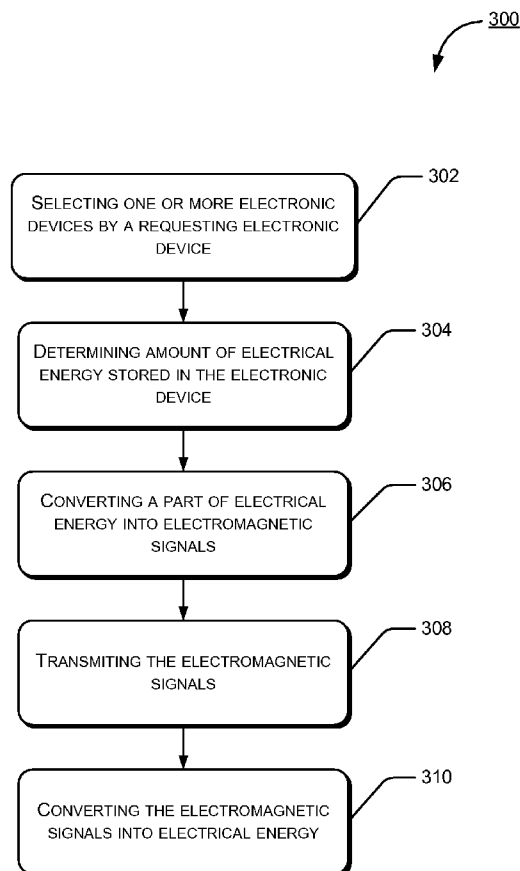 300
SELECTING ONE OR MORE ELECTRONIC
DEVICES BY A REQUESTING ELECTRONIC
DEVICE
302
DETERMINING AMOUNT OF ELECTRICAL
ENERGY STORED IN THE ELECTRONIC
DEVICE
304
CONVERTING A PART OF ELECTRICAL
ENERGY INTO ELECTROMAGNETIC
SIGNALS
306
TRANSMITING THE ELECTROMAGNETIC
SIGNALS
308
CONVERTING THE ELECTROMAGNETIC
SIGNALS INTO ELECTRICAL ENERGY
310